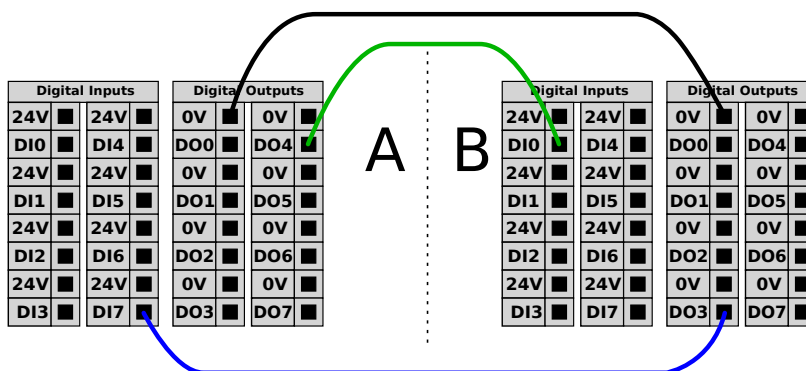 Digital Inputs Digital Outputs Digital Inputs Digital Outputs
24V 24V 0V 0V 24V 24V 0V 0V
DI0 DI4 DO0 DO4 A B DI0 DI4 DO0 DO4
24V 24V 0V 0V 24V 24V 0V 0V
DI1 DI5 DO1 DO5 DI1 DI5 DO1 DO5
24V 24V 0V 0V 24V 24V 0V 0V
DI2 DI6 DO2 DO6 DI2 DI6 DO2 DO6
24V 24V 0V 0V 24V 24V 0V 0V
DI3 DI7 DO3 DO7 DI3 DI7 DO3 DO7